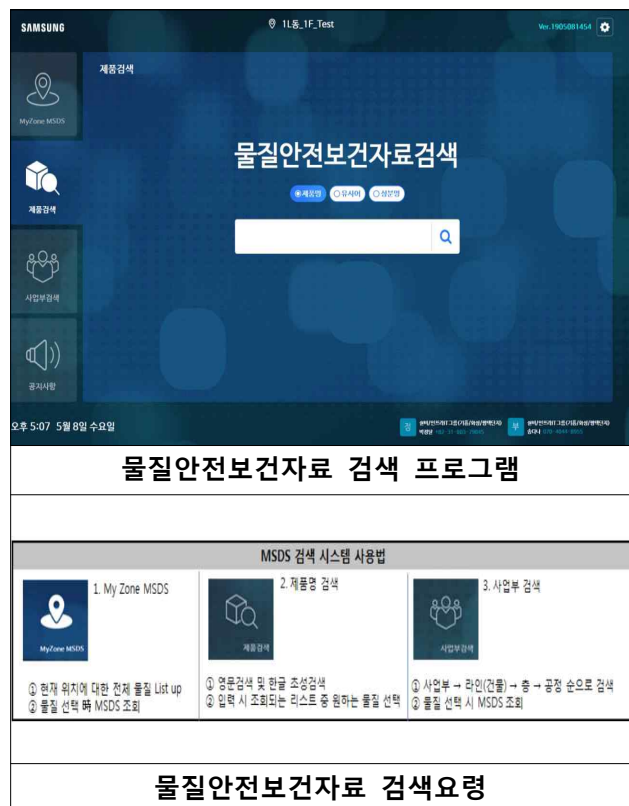 SAMSUNG
1L동_1F_Test
Ver.1905081454
MyZone MSDS
제품검색
제품검색
사업부검색
공지사항
물질안전보건자료검색
제품명 유사어 성분명
오후 5:07 5월 8일 수요일
정
부
물질안전보건자료 검색 프로그램
MSDS 검색 시스템 사용법
MyZone MSDS
1. My Zone MSDS
① 현재 위치에 대한 전체 물질 List up
② 물질 선택 時 MSDS 조회
제품검색
2. 제품명 검색
① 영문검색 및 한글 초성검색
② 입력 시 조회되는 리스트 중 원하는 물질 선택
사업부검색
3. 사업부 검색
① 사업부 → 라인(건물) → 층 → 공정 순으로 검색
② 물질 선택 시 MSDS 조회
물질안전보건자료 검색요령